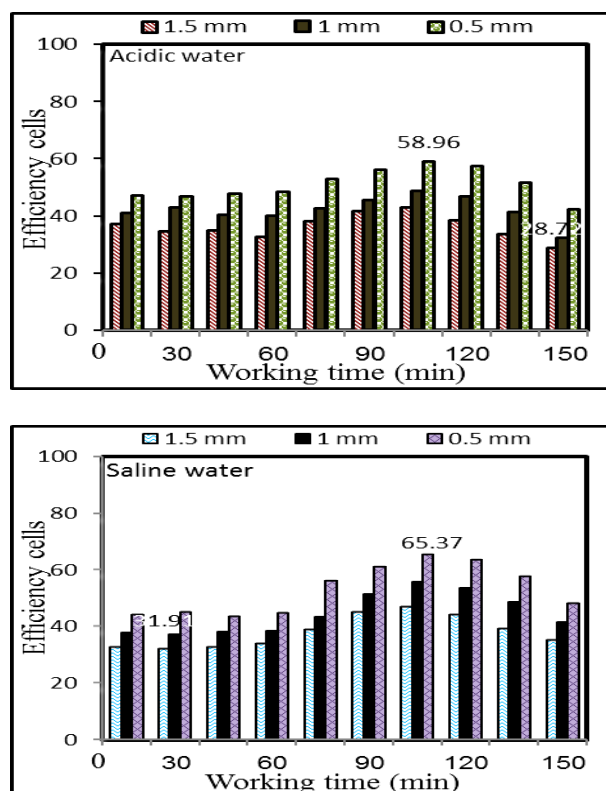 1.5 mm 1 mm 0.5 mm
Acidic water
100
80
60
40
20
0
58.96
28.72
Efficiency cells
0 30 60 90 120 150
Working time (min)
1.5 mm 1 mm 0.5 mm
Saline water
100
80
60
40
20
0
65.37
31.91
Efficiency cells
0 30 60 90 120 150
Working time (min)